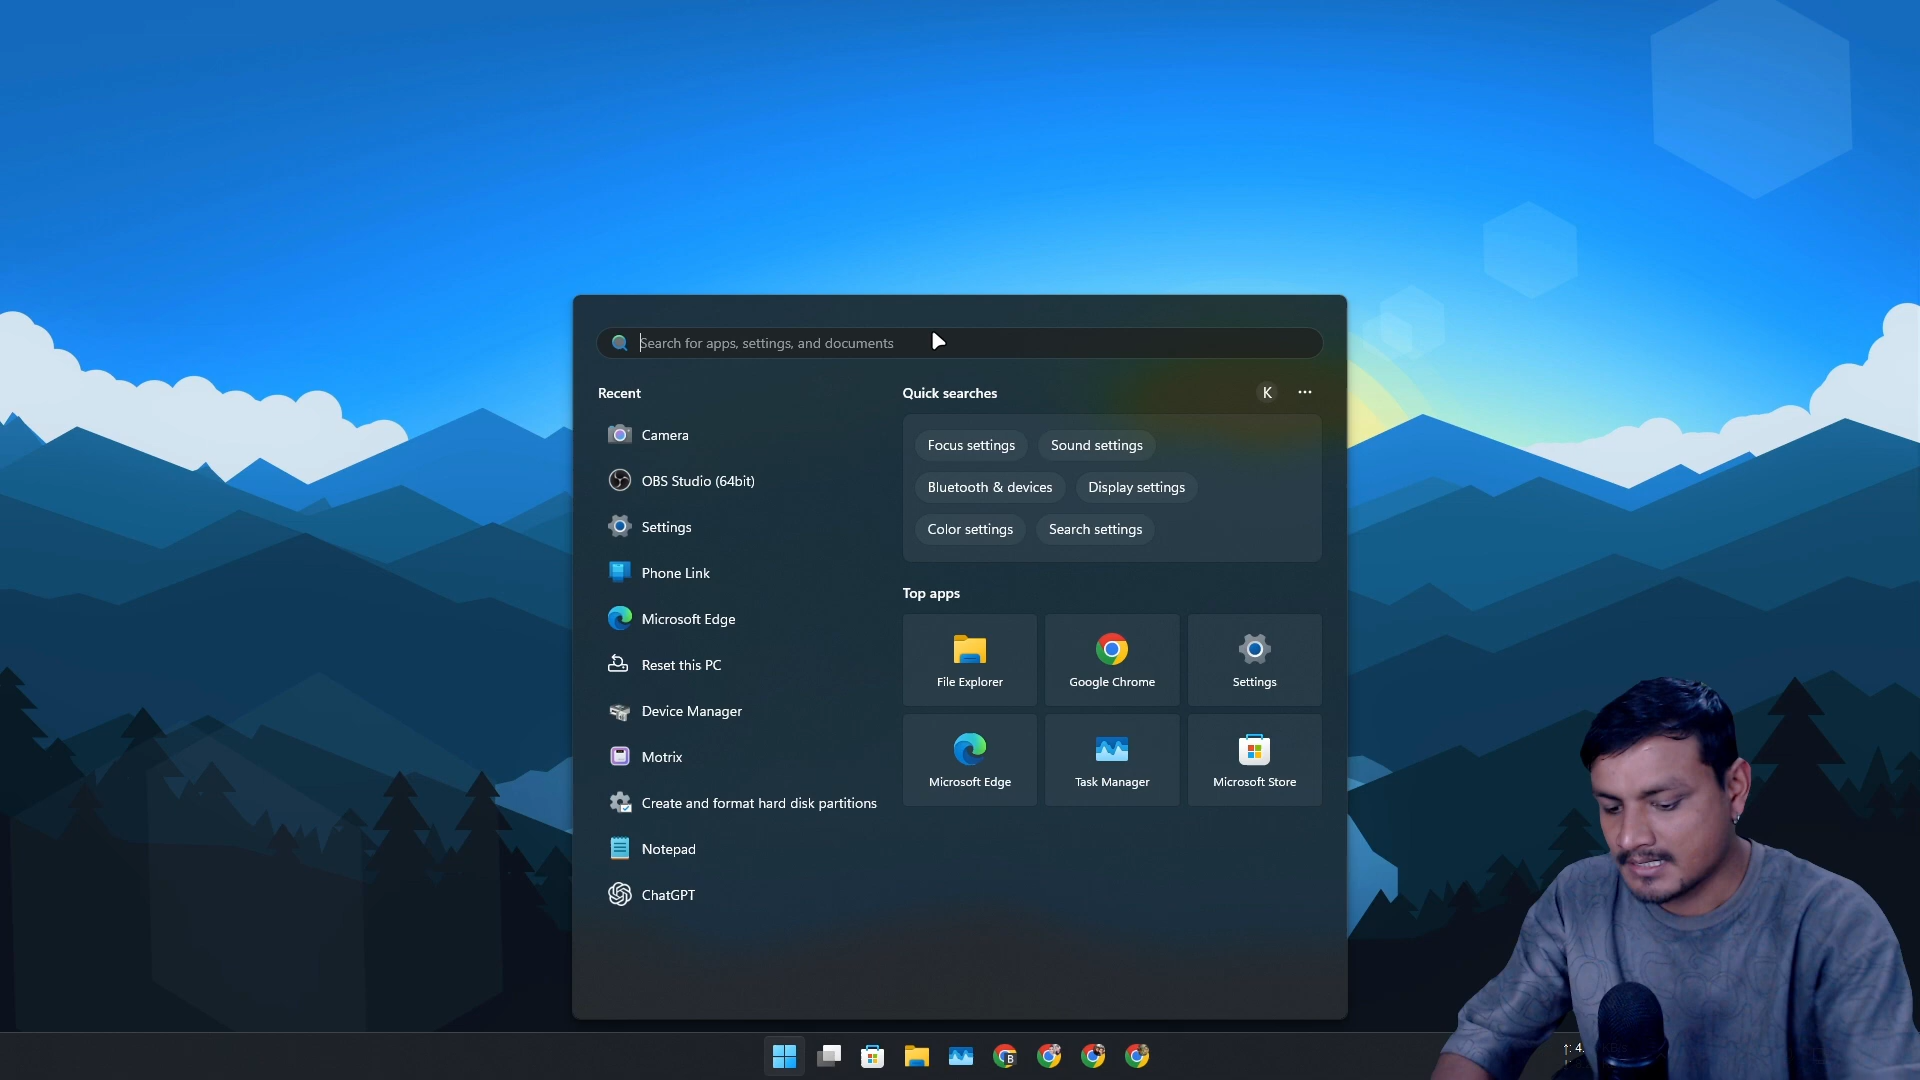 Search for apps, settings, and documents
Recent
Camera
OBS Studio (64bit)
Settings
Phone Link
Microsoft Edge
Reset this PC
Device Manager
Motrix
Create and format hard disk partitions
Notepad
ChatGPT
Quick searches
K
Focus settings Sound settings
Bluetooth & devices Display settings
Color settings Search settings
Top apps
File Explorer Google Chrome Settings
Microsoft Edge Task Manager Microsoft Store
B